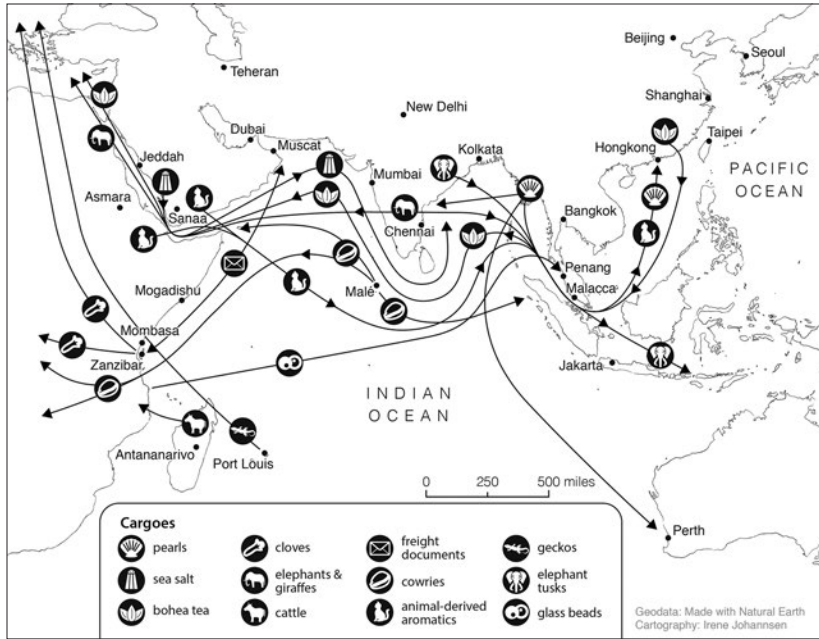 Beijing
Seoul
Teheran
Shanghai
New Delhi
Dubai
Muscat
Taipei
Kolkata
Hongkong
Jeddah
Mumbai
PACIFIC
OCEAN
Asmara
Sanaa
Bangkok
Chennai
Penang
Malé
Malacca
Mogadishu
Mombasa
Zanzibar
Jakarta
INDIAN
OCEAN
Antananarivo
Port Louis
0 250 500 miles
Perth
Cargoes
pearls
sea salt
bohea tea
cloves
elephants &
giraffes
cattle
freight
documents
cowries
animal-derived
aromatics
geckos
elephant
tusks
glass beads
Geodata: Made with Natural Earth
Cartography: Irene Johannsen